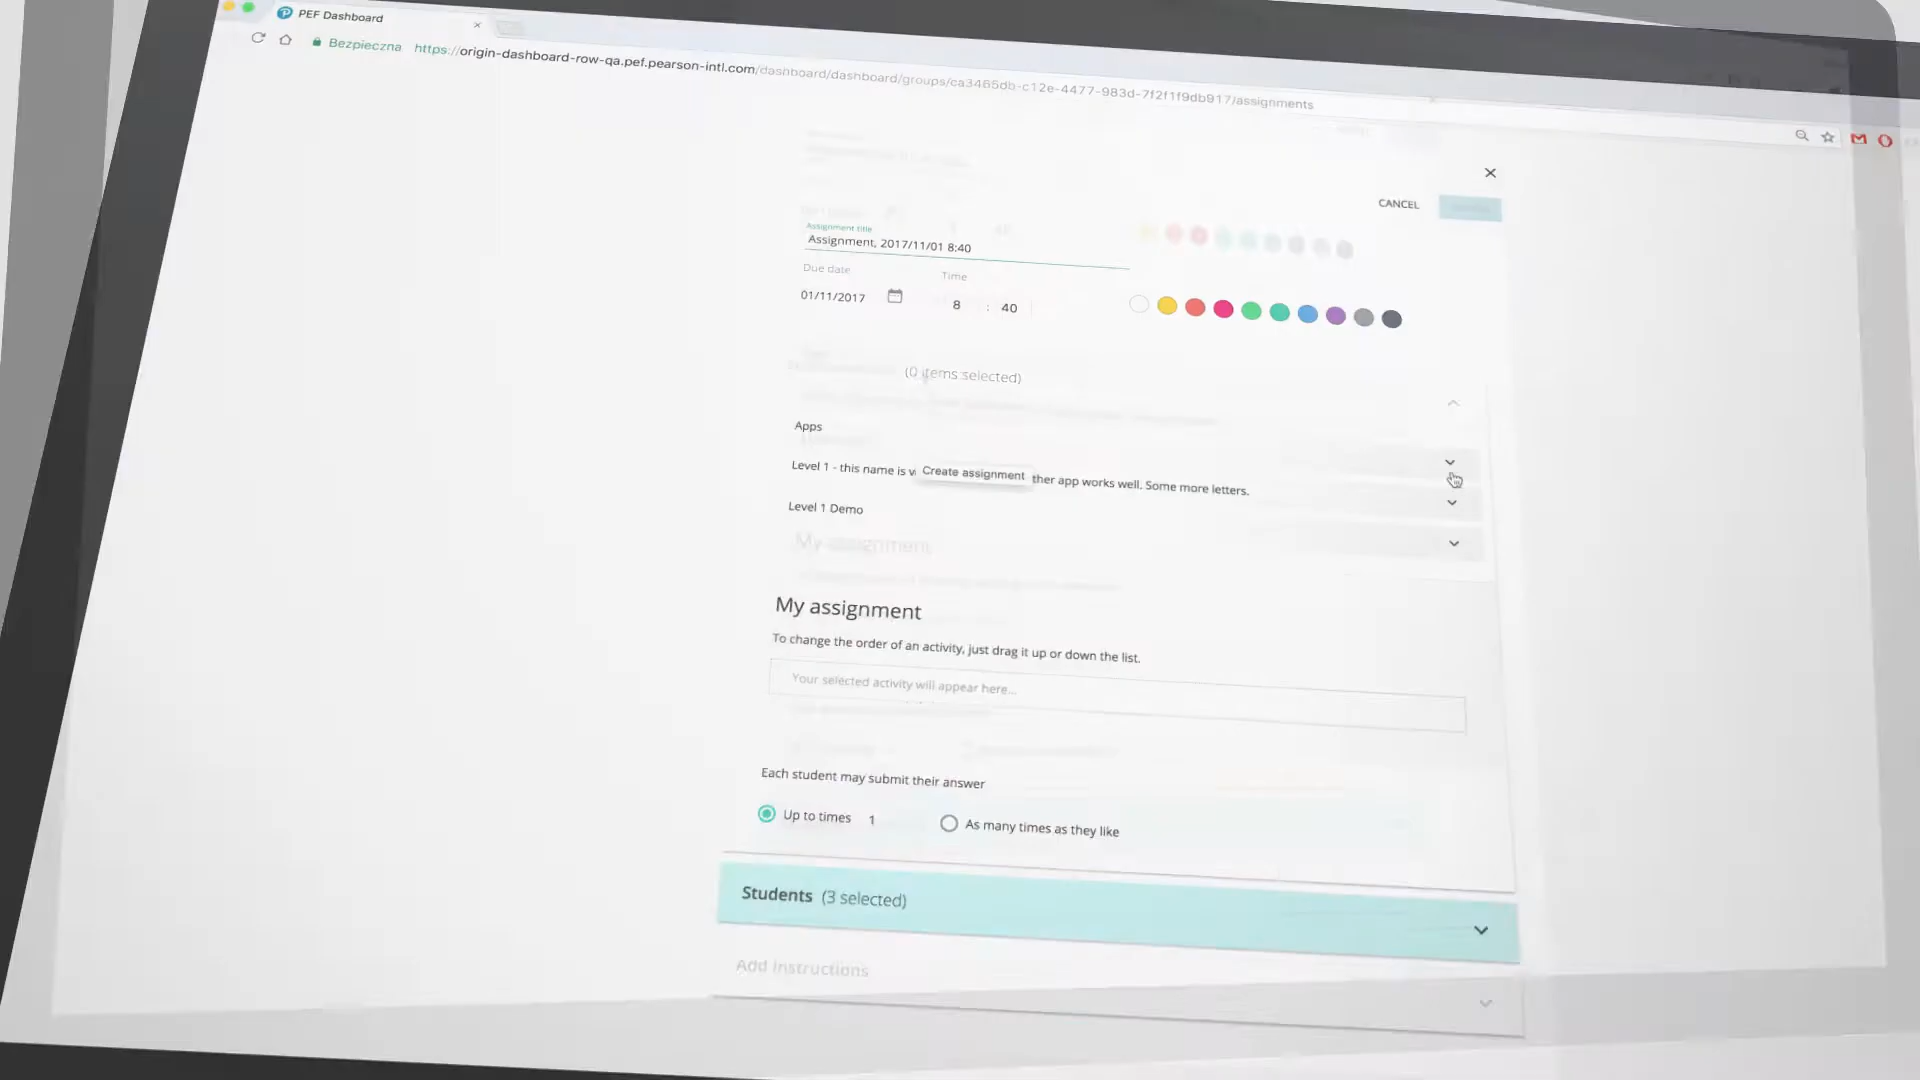 PEF Dashboard
Bezpieczna https://origin-dashboard-row-qa.pef.pearson-intl.com/dashboard/dashboard/groups/ca3465db-c12e-4477-983d-7f2f1f9db917/assignments
CANCEL
Assignment title
Assignment, 2017/11/01 8:40
Due date
Time
01/11/2017
8 : 40
(0 items selected)
Apps
Level 1 - this name is v
Create assignment
ther app works well. Some more letters.
Level 1 Demo
My assignment
My assignment
To change the order of an activity, just drag it up or down the list.
Your selected activity will appear here...
Each student may submit their answer
Up to times 1
As many times as they like
Students (3 selected)
Add instructions